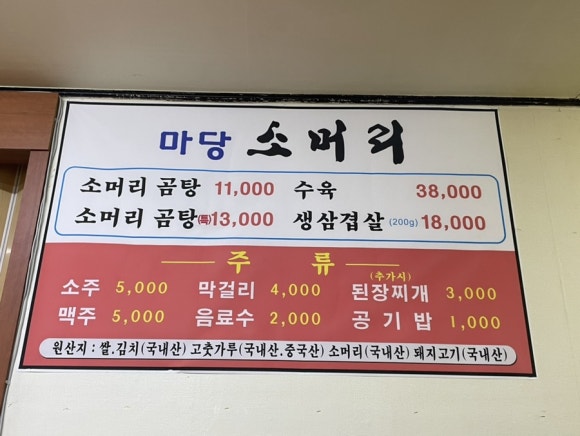 마당 소머리
소머리 곰탕 11,000 수육 38,000
소머리 곰탕(특)13,000 생삼겹살 (200g) 18,000
주 류
(추가시)
소주 5,000 막걸리 4,000 된장찌개 3,000
맥주 5,000 음료수 2,000 공기밥 1,000
원산지 : 쌀.김치(국내산) 고춧가루(국내산.중국산) 소머리(국내산) 돼지고기(국내산)